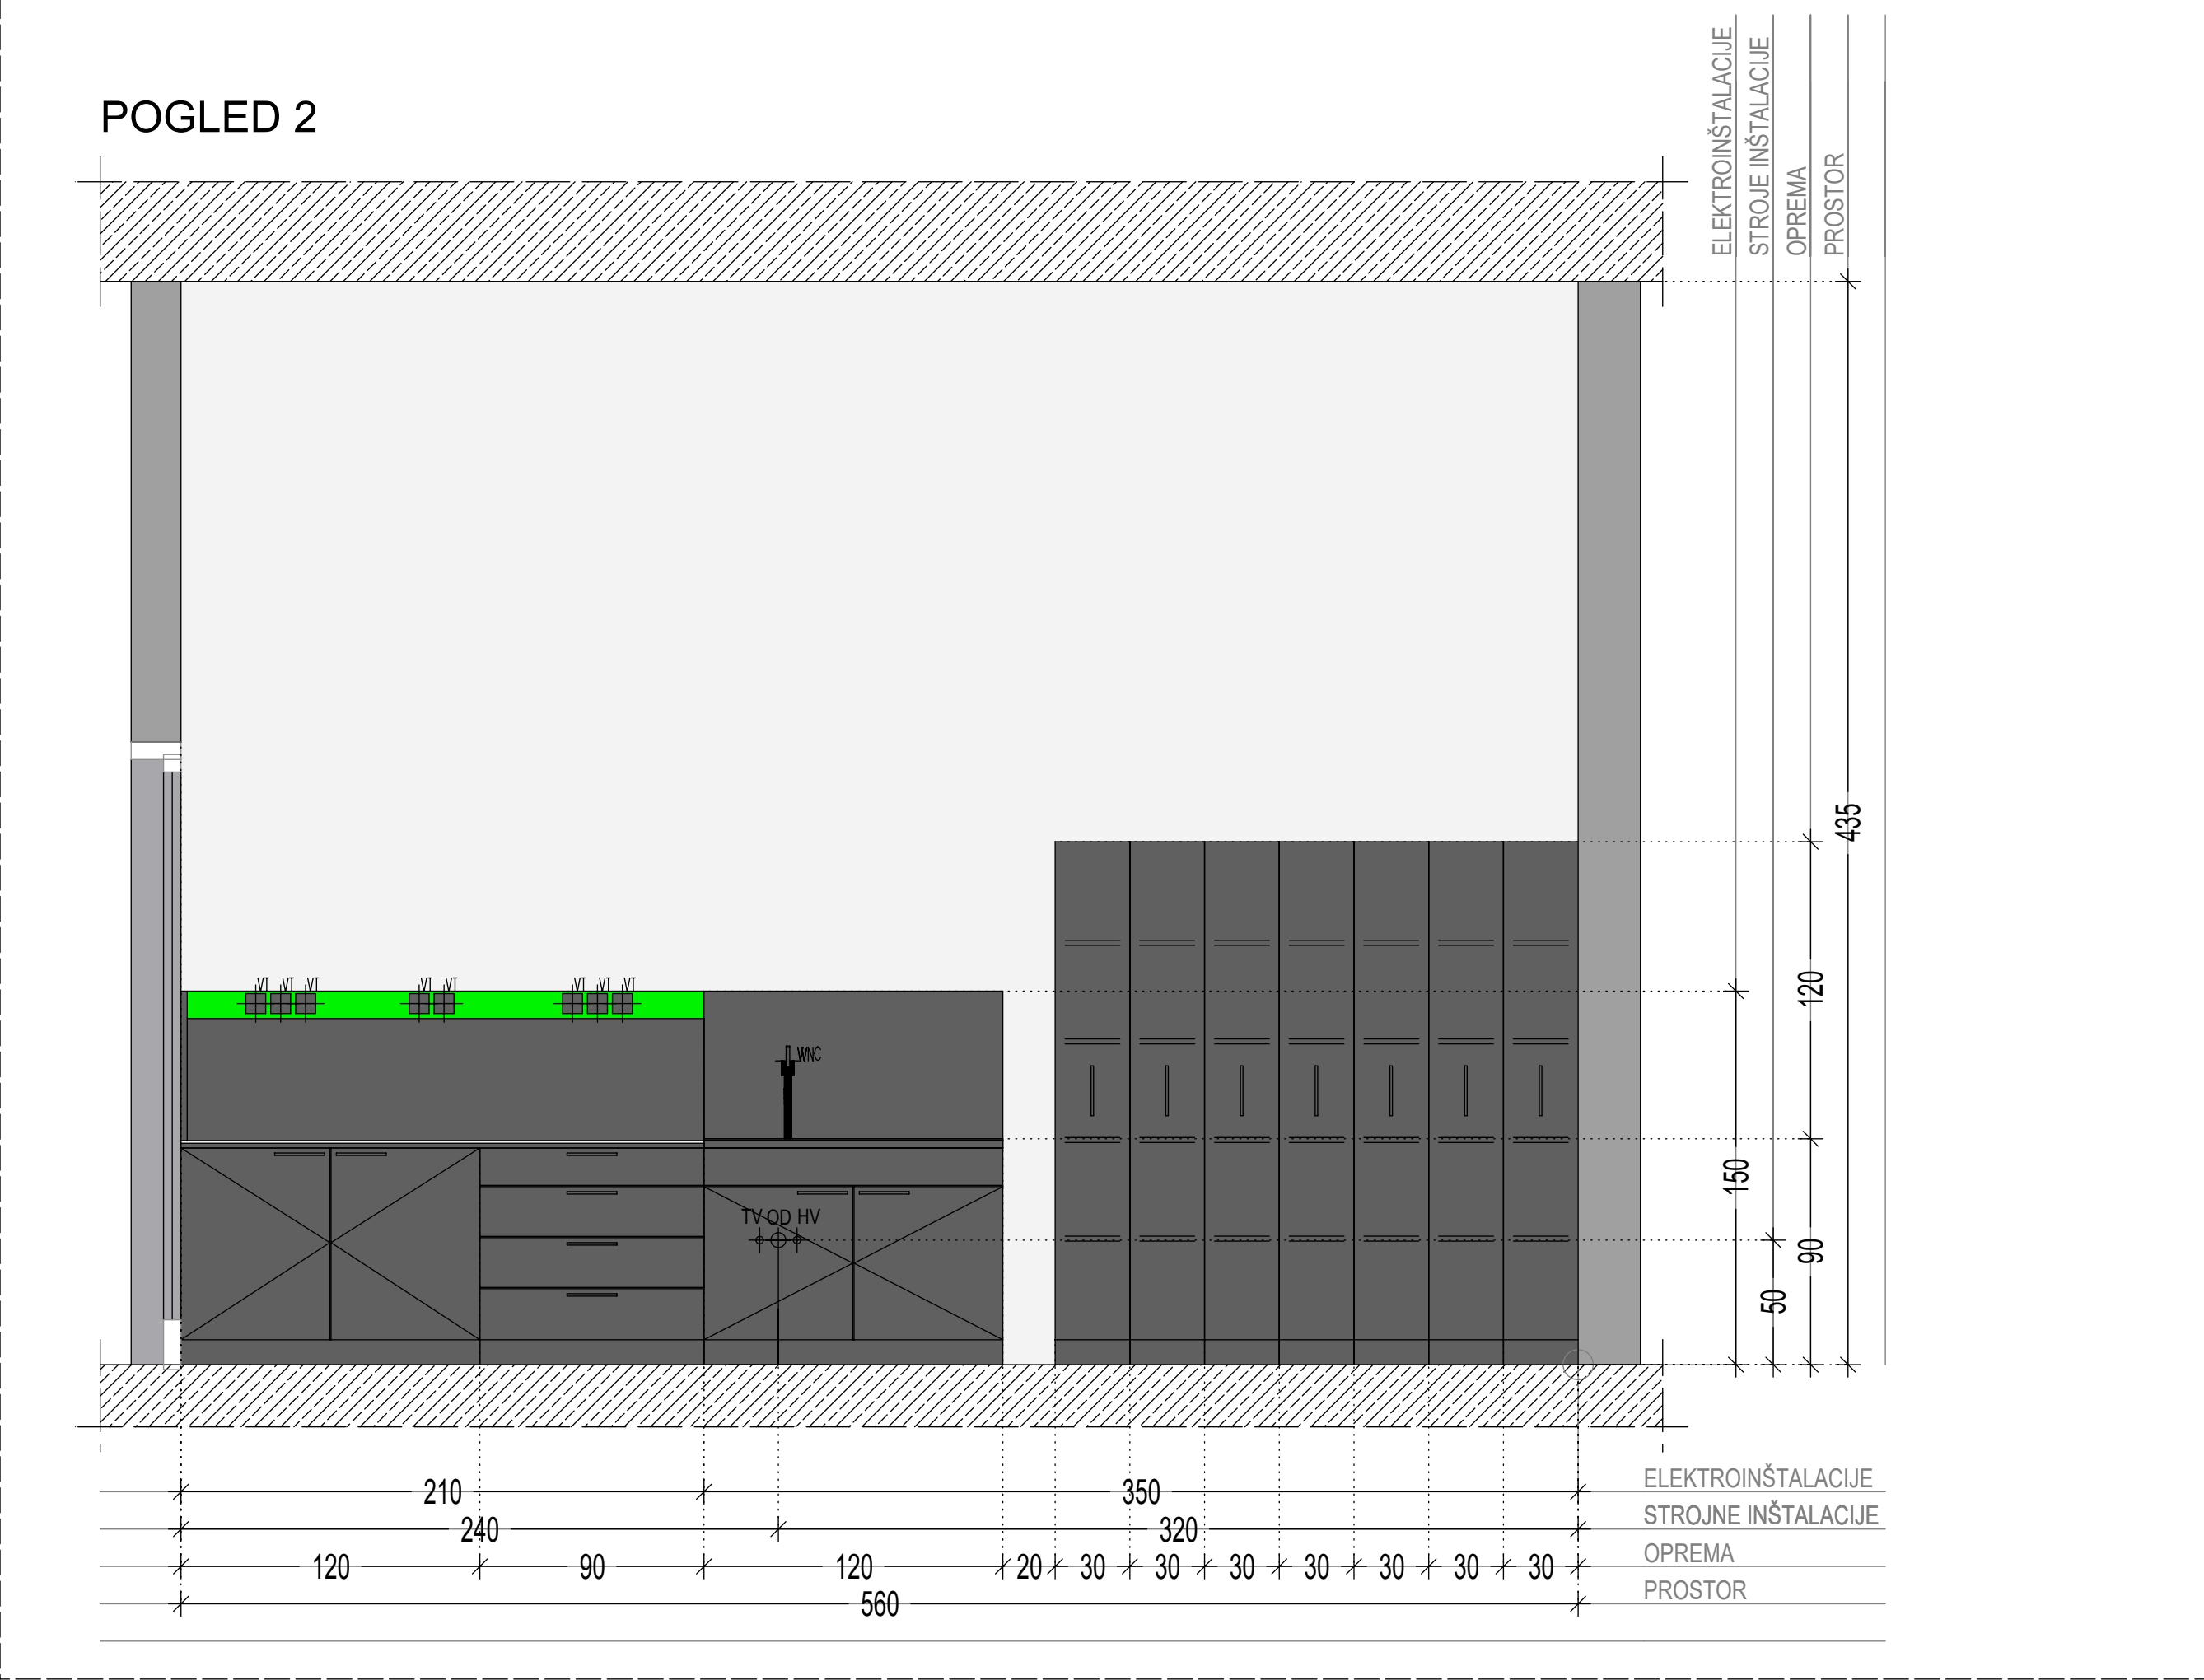 POGLED 2
ELEKTROINŠTALACIJE
STROJE INŠTALACIJE
OPREMA
PROSTOR
435
120
150
90
50
VT VT VT VT VT VT VT VT
WNC
TV OD HV
210 350 ELEKTROINŠTALACIJE
240 320 STROJNE INŠTALACIJE
120 90 120 20 30 30 30 30 30 30 30 OPREMA
560 PROSTOR